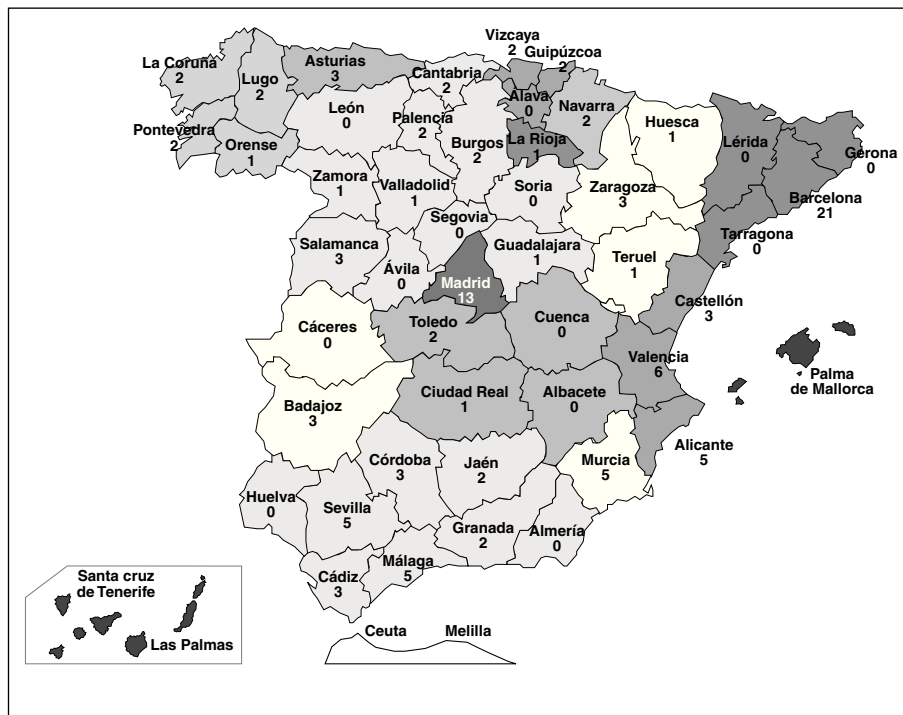 Vizcaya
2
Guipúzcoa
2
La Coruña
2
Lugo
2
Asturias
3
Cantabria
2
Álava
0
Navarra
2
Huesca
1
Lérida
0
Gerona
0
León
0
Palencia
2
Burgos
2
La Rioja
1
Pontevedra
2
Orense
1
Zamora
1
Valladolid
1
Soria
0
Zaragoza
3
Barcelona
21
Tarragona
0
Segovia
0
Salamanca
3
Ávila
0
Guadalajara
1
Teruel
1
Madrid
13
Castellón
3
Cáceres
0
Toledo
2
Cuenca
0
Valencia
6
Palma
de Mallorca
Ciudad Real
1
Albacete
0
Badajoz
3
Alicante
5
Córdoba
3
Jaén
2
Murcia
5
Huelva
0
Sevilla
5
Granada
2
Almería
0
Málaga
5
Cádiz
3
Santa cruz
de Tenerife
Las Palmas
Ceuta
Melilla